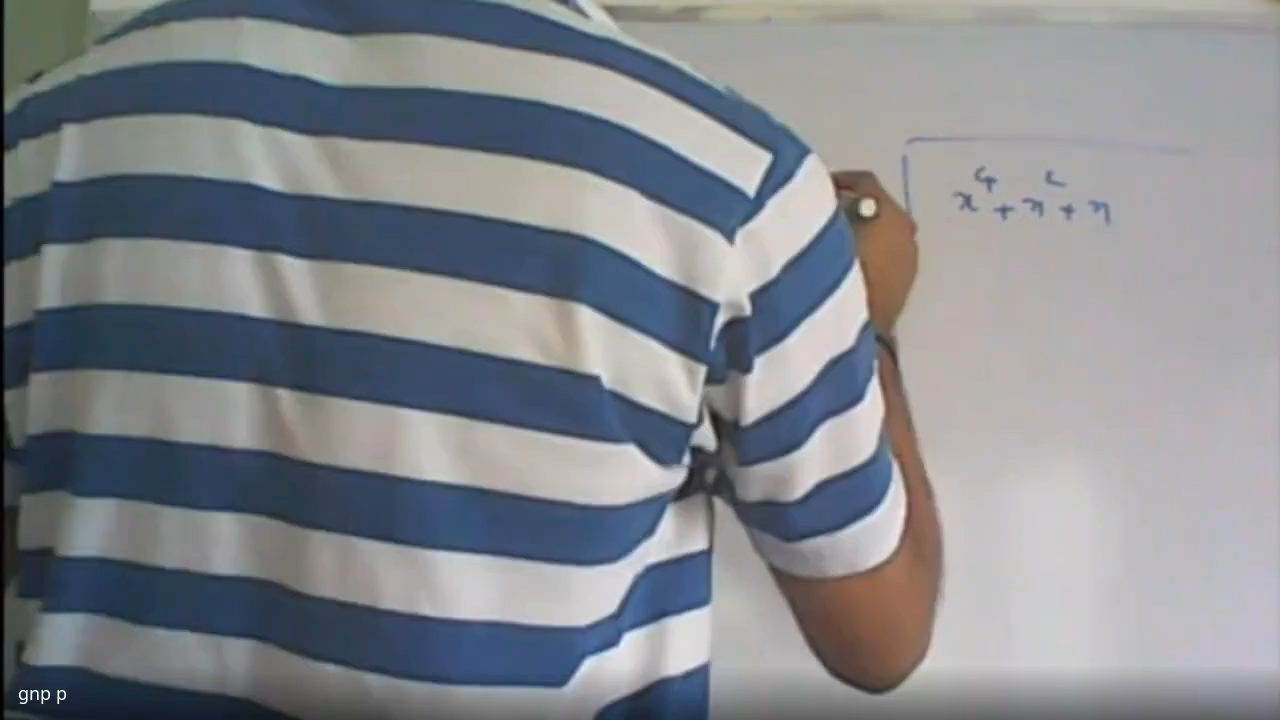 x⁴ + x² + x
gnp p